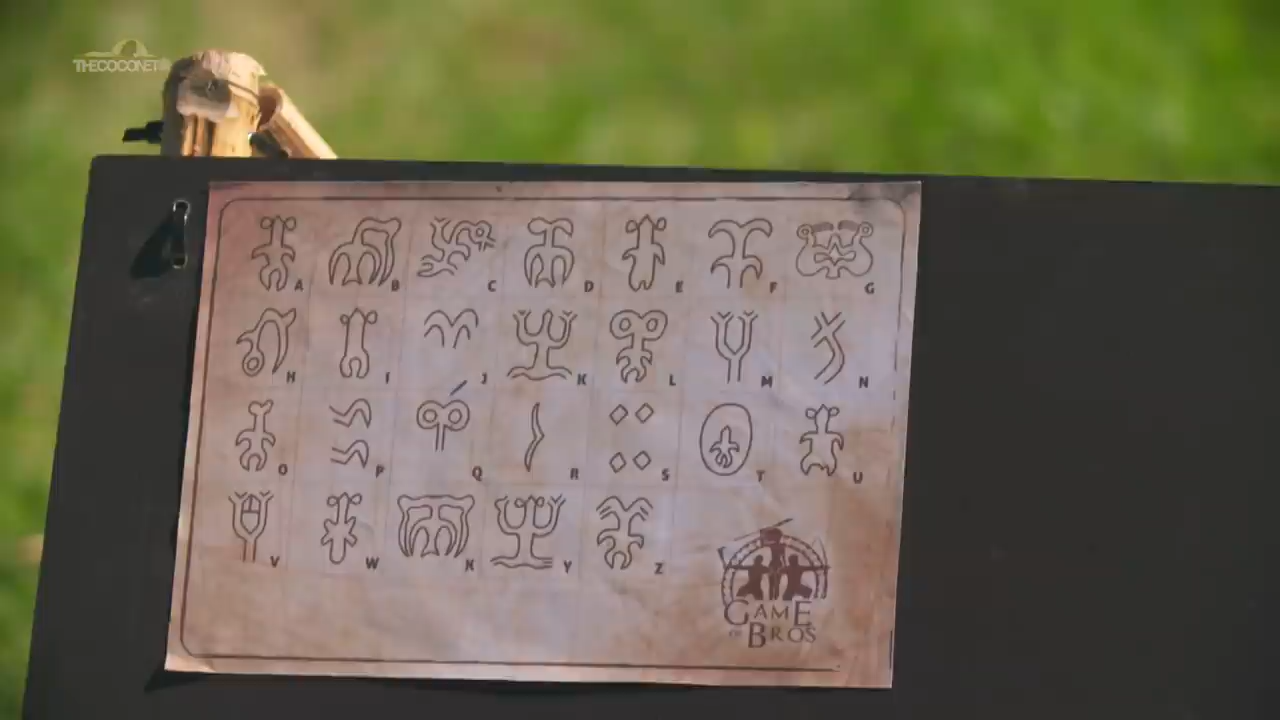 THECOCONET
A B C D E F G
H I J K L M N
O P Q R S T U
V W X Y Z
GAME
OF BROS